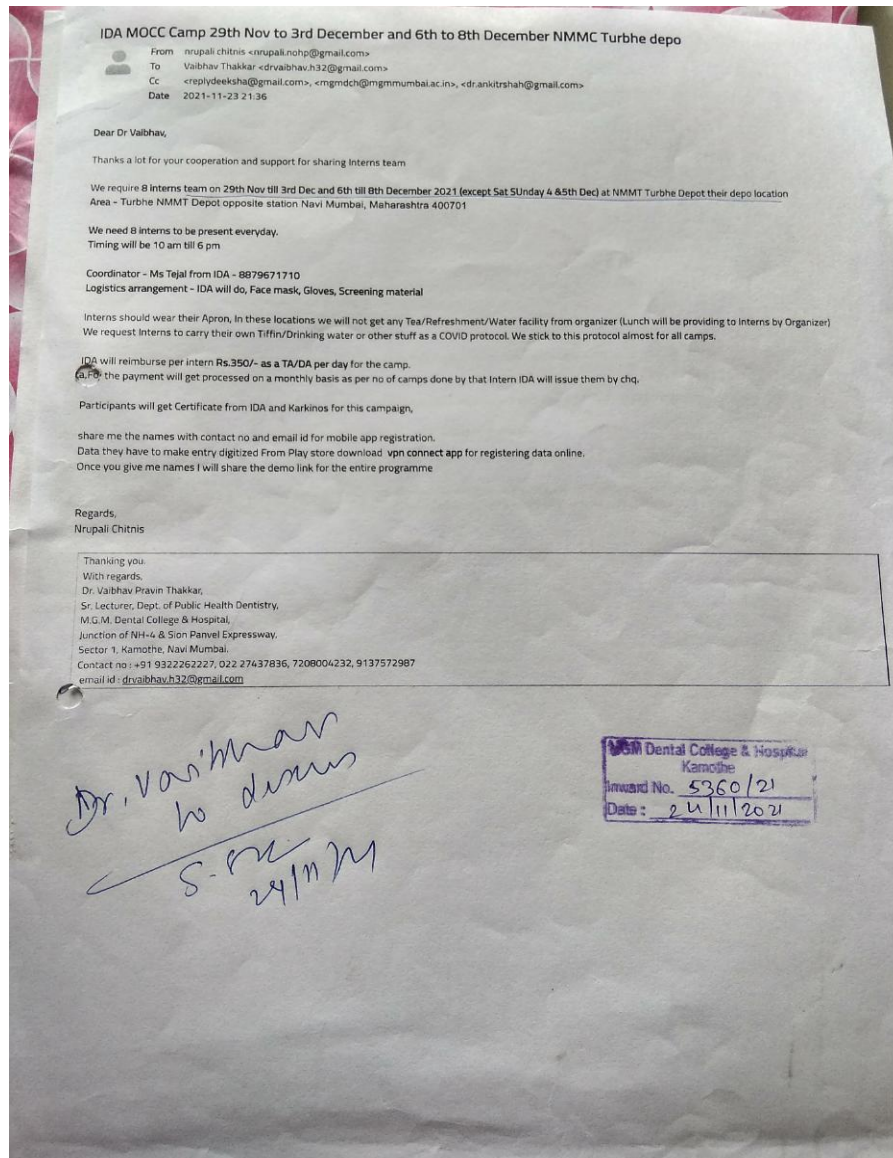 IDA MOCC Camp 29th Nov to 3rd December and 6th to 8th December NMMC Turbhe depo
From nrupali chitnis <nrupali.nohp@gmail.com>
To Vaibhav Thakkar <drvaibhav.h32@gmail.com>
Cc <replydeeksha@gmail.com>, <mgmdch@mgmmumbai.ac.in>, <dr.ankitrshah@gmail.com>
Date 2021-11-23 21:36
Dear Dr Vaibhav,
Thanks a lot for your cooperation and support for sharing Interns team
We require 8 interns team on 29th Nov till 3rd Dec and 6th till 8th December 2021 (except Sat SUnday 4 &5th Dec) at NMMT Turbhe Depot their depo location
Area - Turbhe NMMT Depot opposite station Navi Mumbai, Maharashtra 400701
We need 8 interns to be present everyday.
Timing will be 10 am till 6 pm
Coordinator - Ms Tejal from IDA - 8879671710
Logistics arrangement - IDA will do, Face mask, Gloves, Screening material
Interns should wear their Apron, In these locations we will not get any Tea/Refreshment/Water facility from organizer (Lunch will be providing to Interns by Organizer)
We request Interns to carry their own Tiffin/Drinking water or other stuff as a COVID protocol. We stick to this protocol almost for all camps.
IDA will reimburse per intern Rs.350/- as a TA/DA per day for the camp.
the payment will get processed on a monthly basis as per no of camps done by that Intern IDA will issue them by chq.
Participants will get Certificate from IDA and Karkinos for this campaign,
share me the names with contact no and email id for mobile app registration.
Data they have to make entry digitized From Play store download vpn connect app for registering data online.
Once you give me names I will share the demo link for the entire programme
Regards,
Nrupali Chitnis
Thanking you.
With regards,
Dr. Vaibhav Pravin Thakkar,
Sr. Lecturer, Dept. of Public Health Dentistry,
M.G.M. Dental College & Hospital,
Junction of NH-4 & Sion Panvel Expressway,
Sector 1, Kamothe, Navi Mumbai.
Contact no : +91 9322262227, 022 27437836, 7208004232, 9137572987
email id : drvaibhav.h32@gmail.com
Dr. Vaibhav
to discuss
24/11/21
MGM Dental College & Hospital
Kamothe
Inward No. 5360/21
Date : 24/11/2021